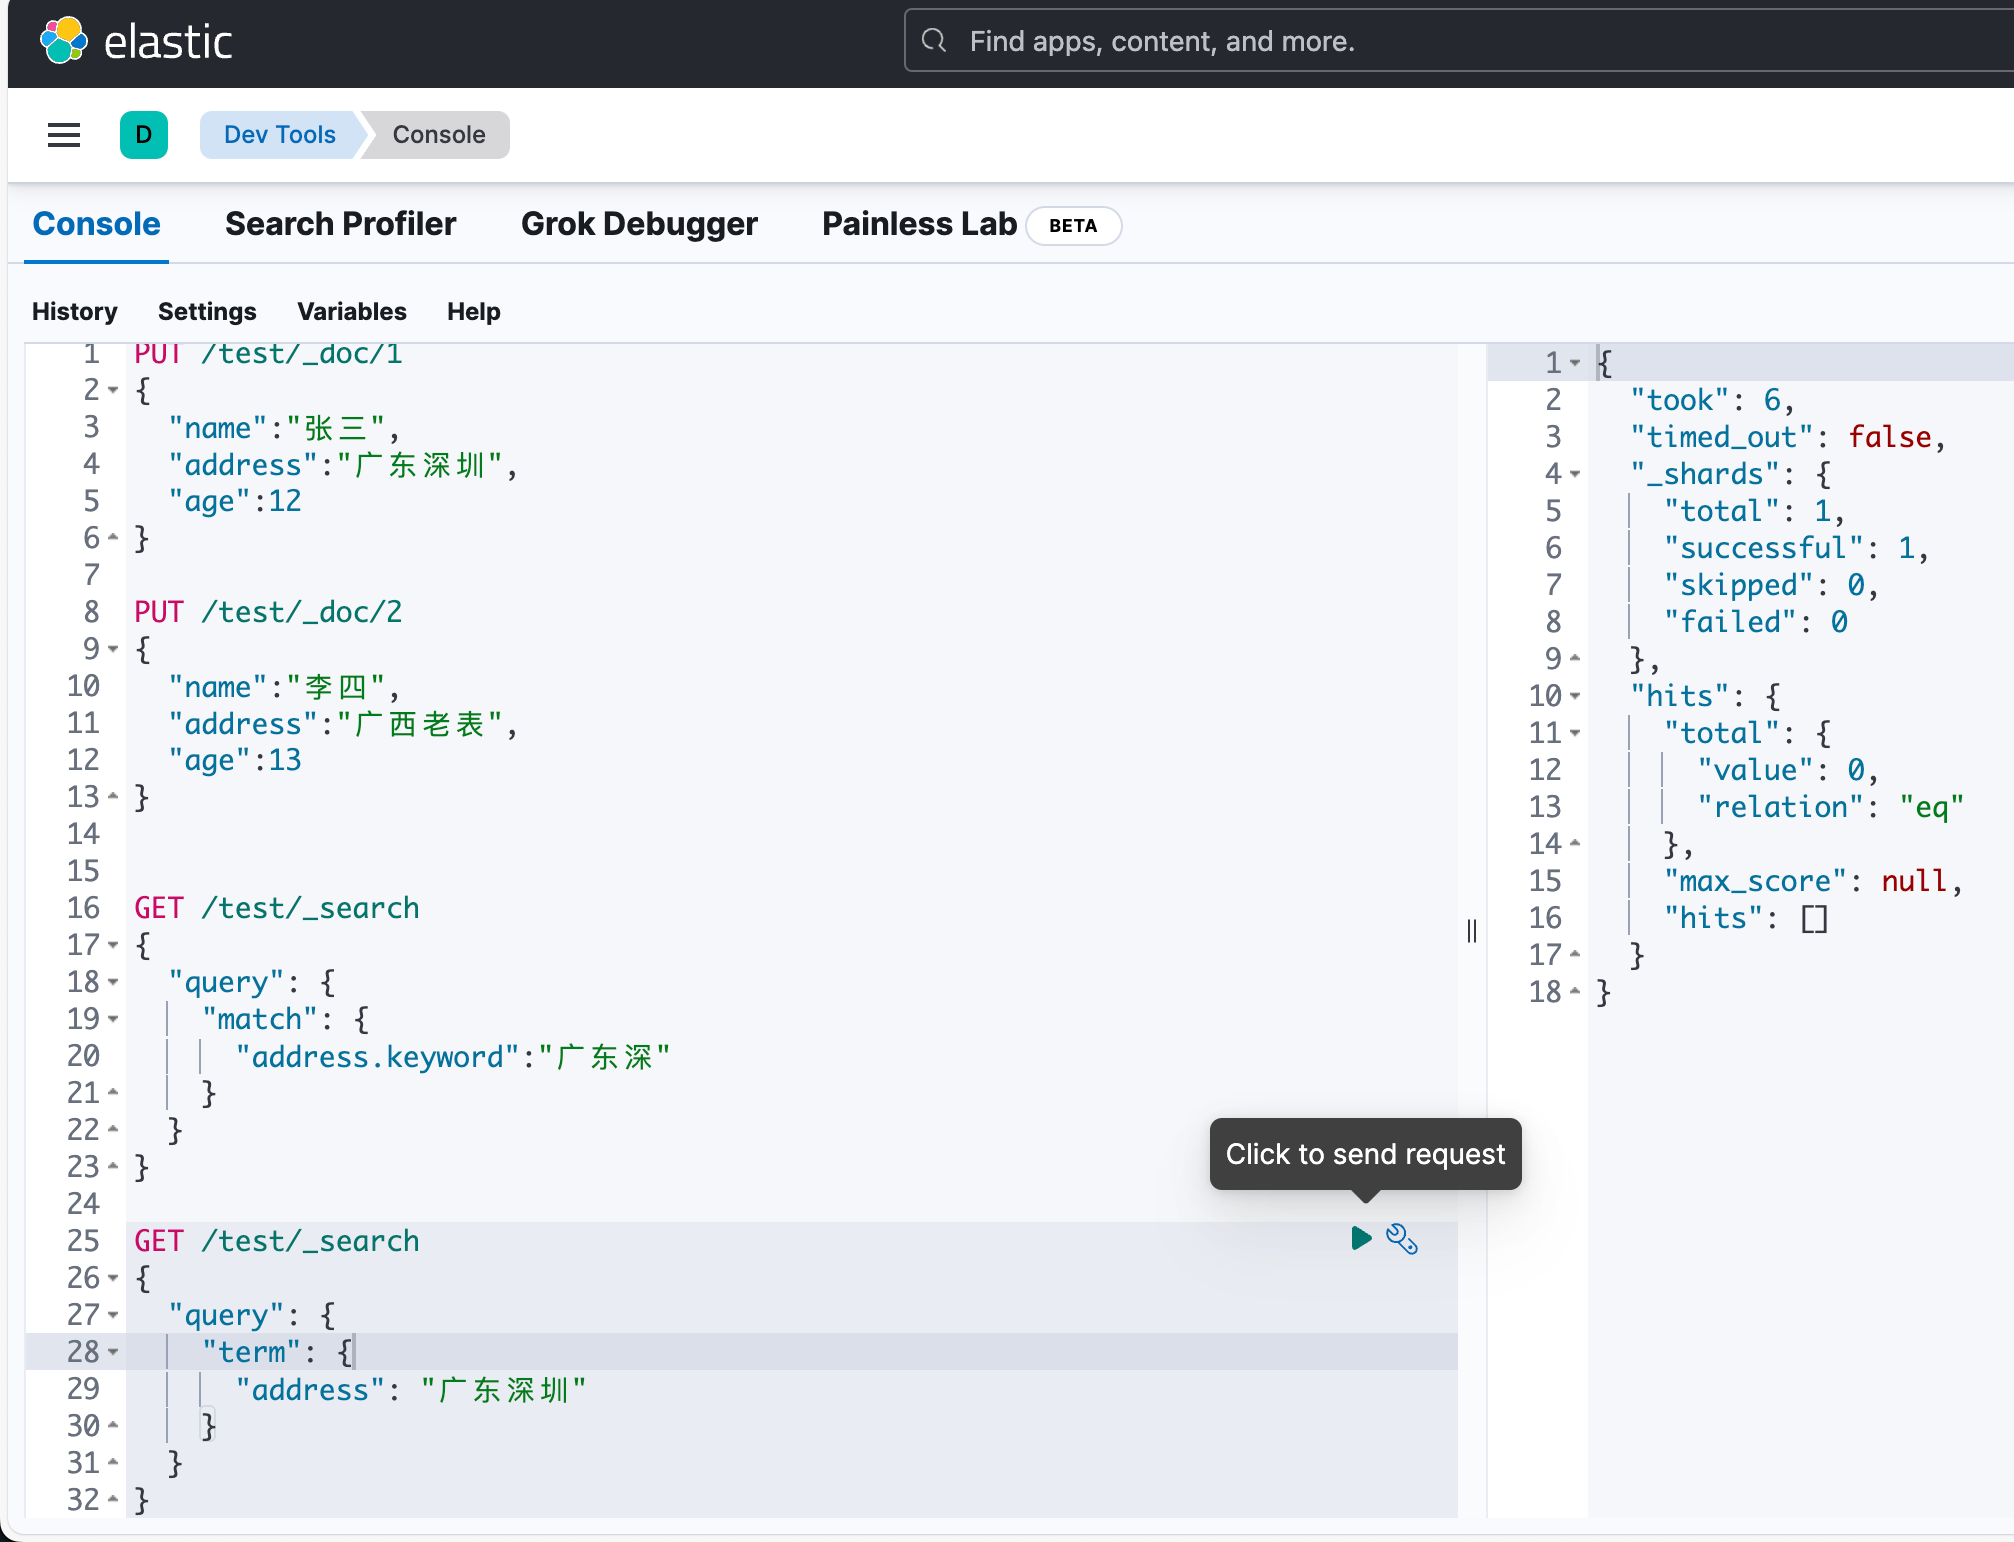 elastic
Find apps, content, and more.
D
Dev Tools
Console
Console
Search Profiler
Grok Debugger
Painless Lab
BETA
History
Settings
Variables
Help
1 PUT /test/_doc/1
2 {
3 "name":"张三",
4 "address":"广东深圳",
5 "age":12
6 }
7
8 PUT /test/_doc/2
9 {
10 "name":"李四",
11 "address":"广西老表",
12 "age":13
13 }
14
15
16 GET /test/_search
17 {
18 "query": {
19 "match": {
20 "address.keyword":"广东深"
21 }
22 }
23 }
24
25 GET /test/_search
26 {
27 "query": {
28 "term": {
29 "address": "广东深圳"
30 }
31 }
32 }
Click to send request
1 {
2 "took": 6,
3 "timed_out": false,
4 "_shards": {
5 "total": 1,
6 "successful": 1,
7 "skipped": 0,
8 "failed": 0
9 },
10 "hits": {
11 "total": {
12 "value": 0,
13 "relation": "eq"
14 },
15 "max_score": null,
16 "hits": []
17 }
18 }